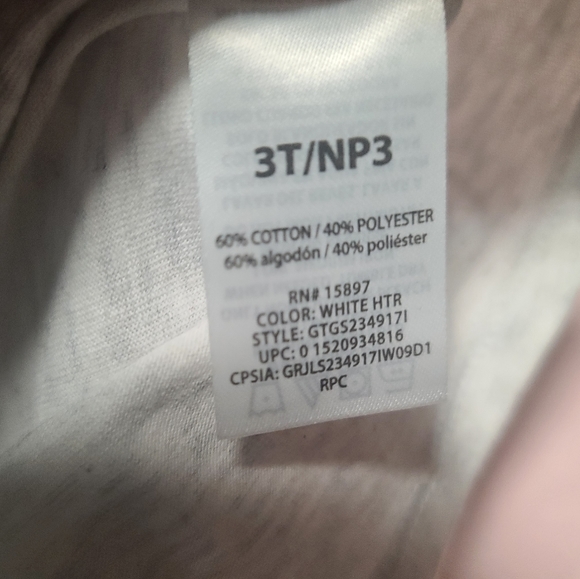 3T/NP3
60% COTTON / 40% POLYESTER
60% algodón / 40% poliéster
RN# 15897
COLOR: WHITE HTR
STYLE: GTGS234917I
UPC: 0 1520934816
CPSIA: GRJLS234917IW09D1
RPC